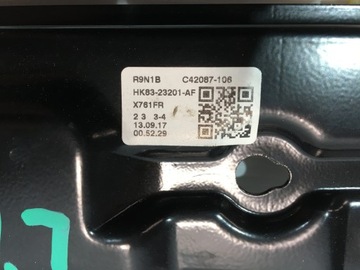 R9N1B C42087-106
HK83-23201-AF
X761FR
2 3 3-4
13.09.17
00.52.29